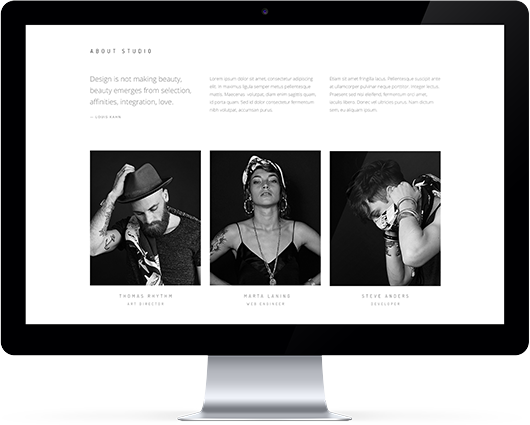 ABOUT STUDIO
Design is not making beauty,
beauty emerges from selection,
affinities, integration, love.
— LOUIS KAHN
Lorem ipsum dolor sit amet, consectetur adipiscing
elit. In maximus ligula semper metus pellentesque
mattis. Maecenas volutpat, diam enim sagittis quam,
id porta quam. Sed id dolor consectetur fermentum
nibh volutpat, accumsan purus.
Etiam sit amet fringilla lacus. Pellentesque suscipit ante
at ullamcorper pulvinar neque porttitor. Integer lectus.
Praesent sed nisi eleifend, fermentum orci amet,
iaculis libero. Donec vel ultricies purus. Nam dictum
sem, eu aliquam ipsum.
THOMAS RHYTHM
ART DIRECTOR
MARTA LANING
WEB ENGINEER
STEVE ANDERS
DEVELOPER